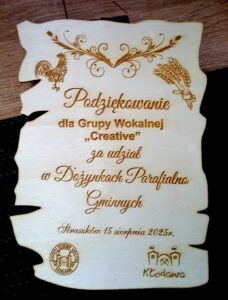 Podziękowanie
dla Grupy Wokalnej
„Creative”
za udział
w Dożynkach Parafialno
Gminnych
Straszków 15 sierpnia 2025r.
Kłodawa